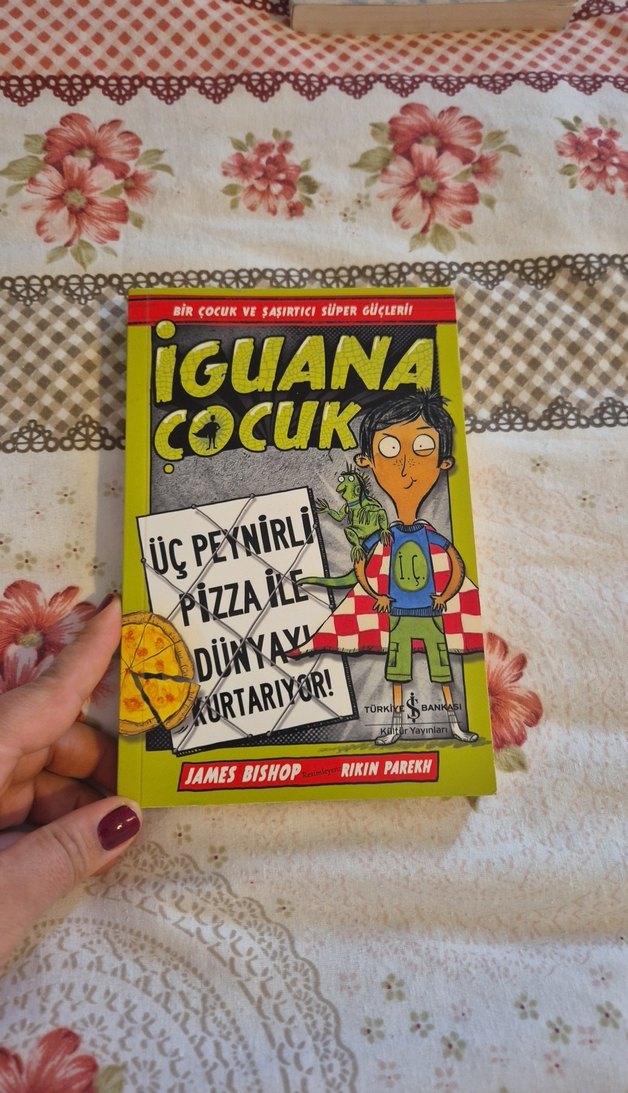 BİR ÇOCUK VE ŞAŞIRTICI SÜPER GÜÇLERİ!
İGUANA
ÇOCUK
ÜÇ PEYNİRLİ
PİZZA İLE
DÜNYAYI
KURTARIYOR!
İ.Ç.
TÜRKİYE İŞ BANKASI
Kültür Yayınları
JAMES BISHOP Resimleyen: RIKIN PAREKH